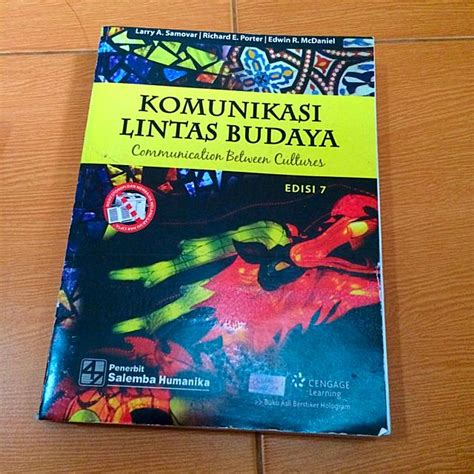 Larry A. Samovar | Richard E. Porter | Edwin R. McDaniel
KOMUNIKASI
LINTAS BUDAYA
Communication Between Cultures
EDISI 7
Penerbit
Salemba Humanika
CENGAGE
Learning
>> Buku Asli Berstiker Hologram